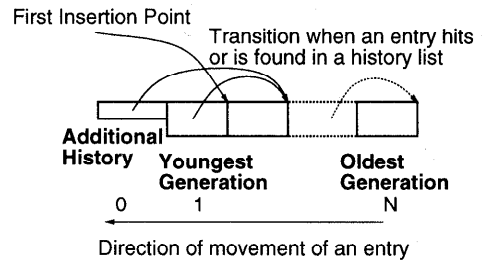 First Insertion Point
Transition when an entry hits
or is found in a history list
Additional
History
Youngest
Generation
Oldest
Generation
0
1
N
Direction of movement of an entry